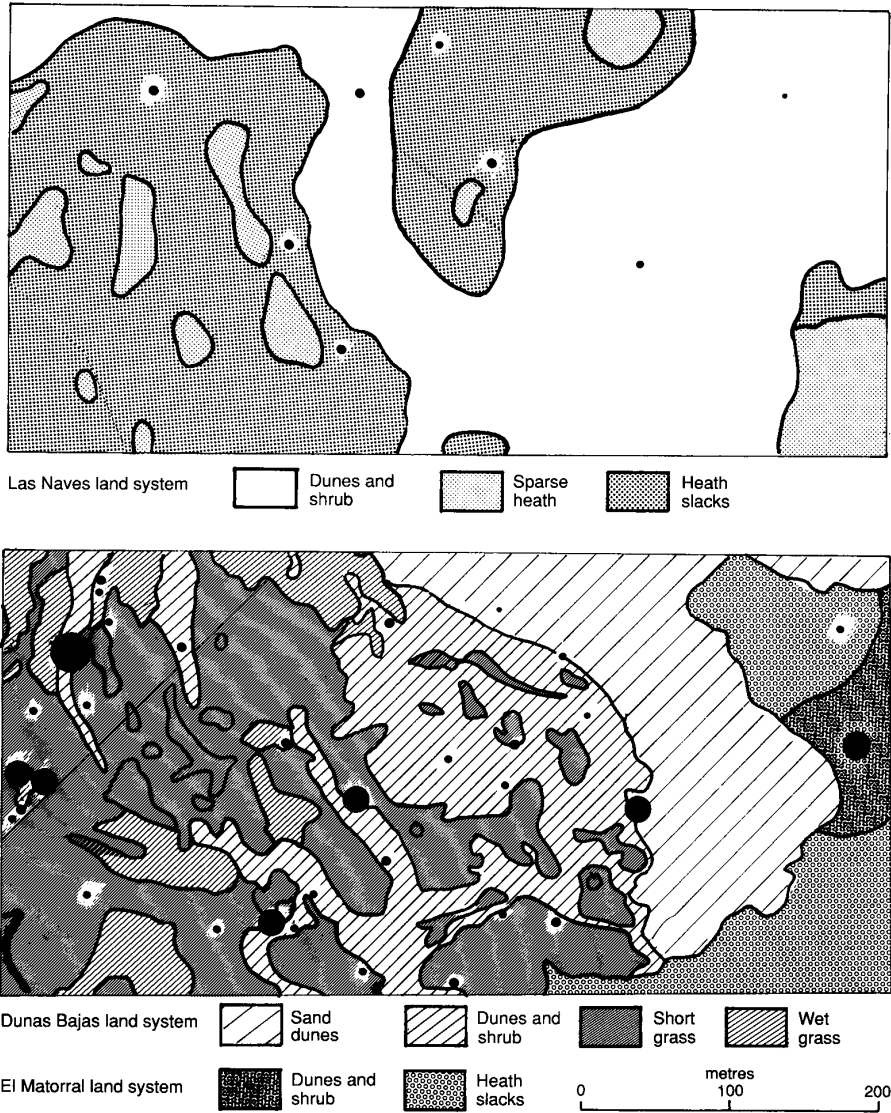 Las Naves land system
Dunes and
shrub
Sparse
heath
Heath
slacks
Dunas Bajas land system
Sand
dunes
Dunes and
shrub
Short
grass
Wet
grass
El Matorral land system
Dunes and
shrub
Heath
slacks
metres
0 100 200